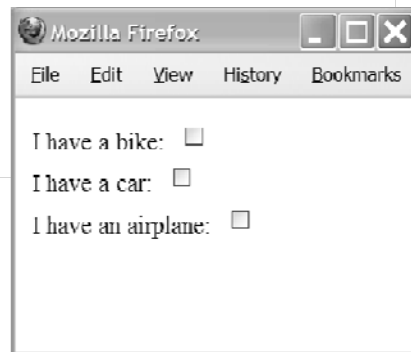 Mozilla Firefox
File Edit View History Bookmarks
I have a bike:
I have a car:
I have an airplane: